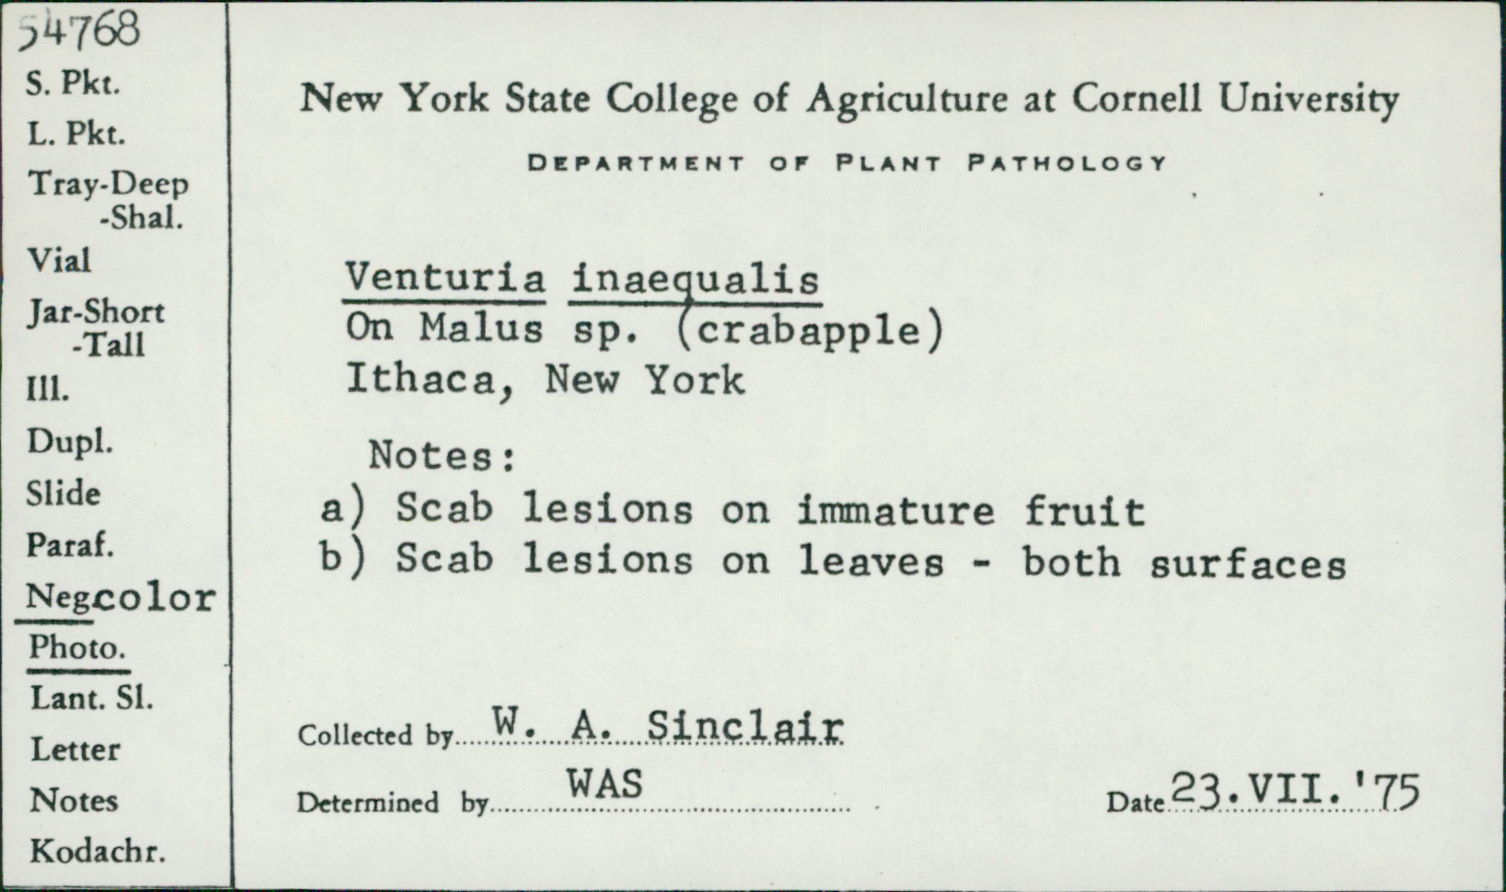 54768
S. Pkt.
L. Pkt.
Tray-Deep
-Shal.
Vial
Jar-Short
-Tall
Ill.
Dupl.
Slide
Paraf.
Neg.color
Photo.
Lant. Sl.
Letter
Notes
Kodachr.
New York State College of Agriculture at Cornell University
DEPARTMENT OF PLANT PATHOLOGY
Venturia inaequalis
On Malus sp. (crabapple)
Ithaca, New York
Notes:
a) Scab lesions on immature fruit
b) Scab lesions on leaves - both surfaces
Collected by W. A. Sinclair
Determined by WAS
Date 23.VII.'75